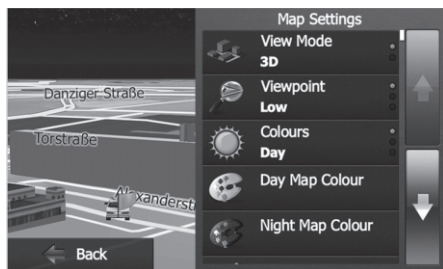 Map Settings
View Mode
3D
Viewpoint
Low
Colours
Day
Day Map Colour
Night Map Colour
Danziger Straße
Torstraße
Alexanderst
Back